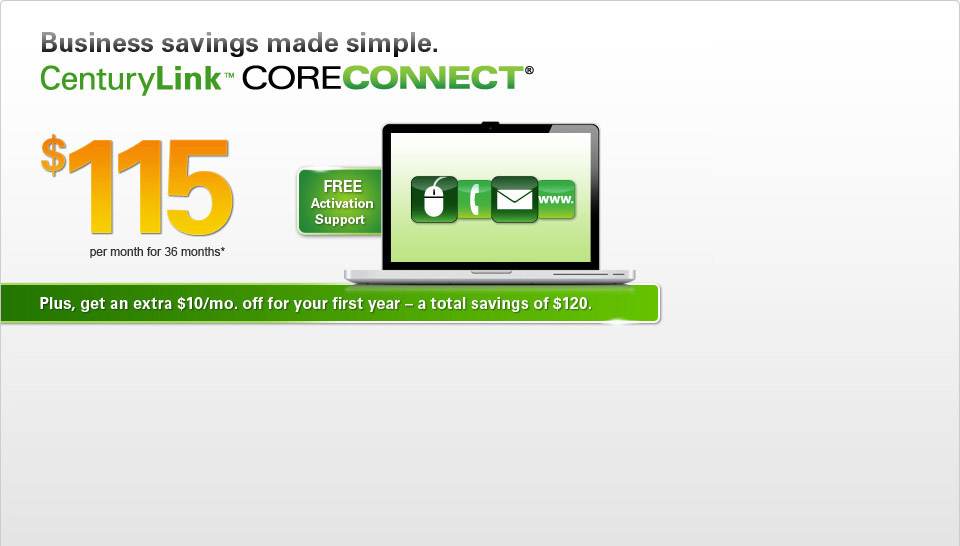 Business savings made simple.
CenturyLink™ CORECONNECT®
$115
per month for 36 months*
FREE
Activation
Support
www.
Plus, get an extra $10/mo. off for your first year – a total savings of $120.